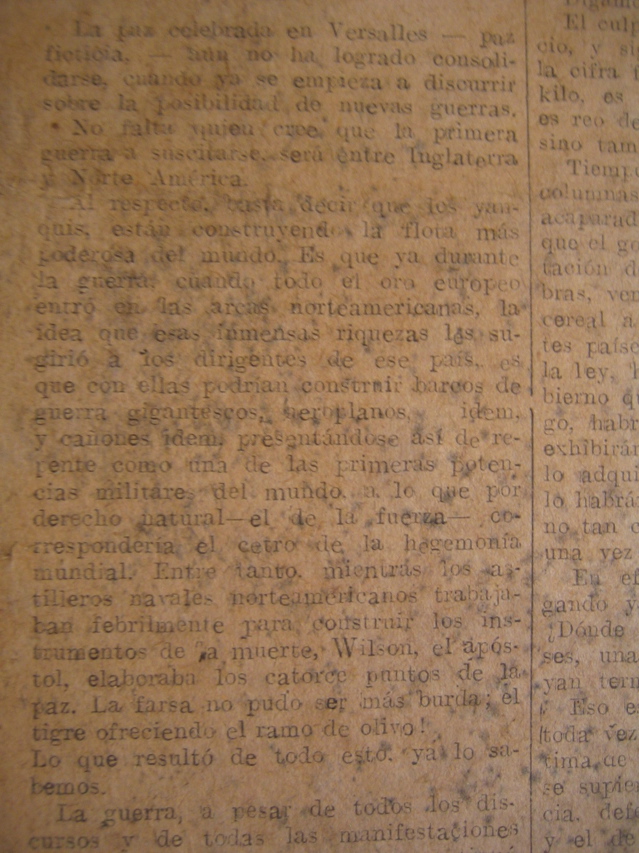 La paz celebrada en Versalles — paz
ficticia, — aún no ha logrado consoli-
darse, cuando ya se empieza a discurrir
sobre la posibilidad de nuevas guerras.
No falta quien cree que la primera
guerra a suscitarse, será entre Inglaterra
y Norte América.
Al respecto, basta decir que los yan-
quis, están construyendo la flota más
poderosa del mundo. Es que ya durante
la guerra, cuando todo el oro europeo
entró en las arcas norteamericanas, la
idea que esas inmensas riquezas les su-
girió a los dirigentes de ese país, es
que con ellas podrían construir barcos de
guerra gigantescos, aeroplanos, idem,
y cañones idem, presentándose así de re-
pente como una de las primeras poten-
cias militares del mundo, a lo que por
derecho natural—el de la fuerza— co-
rrespondería el cetro de la hegemonía
mundial. Entre tanto, mientras los as-
tilleros navales norteamericanos trabaja-
ban febrilmente para construir los ins-
trumentos de la muerte, Wilson, el após-
tol, elaboraba los catorce puntos de la
paz. La farsa no pudo ser más burda; el
tigre ofreciendo el ramo de olivo!
Lo que resultó de todo esto, ya lo sa-
bemos.
La guerra, a pesar de todos los dis-
cursos y de todas las manifestaciones
El culp
cio, y si
la cifra
kilo, es
es reo de
sino tam
Tiempo
columnas
acaparad
que el go
tación d
bras, ven
cereal a
tes paíse
la ley, h
bierno qu
go, habr
exhibirán
lo adqui
lo habrá
no tan c
una vez
En ef
gando ya
¿Dónde
ses, una
van term
Eso es
toda vez
tima de
se supie
cia, defe
y el de